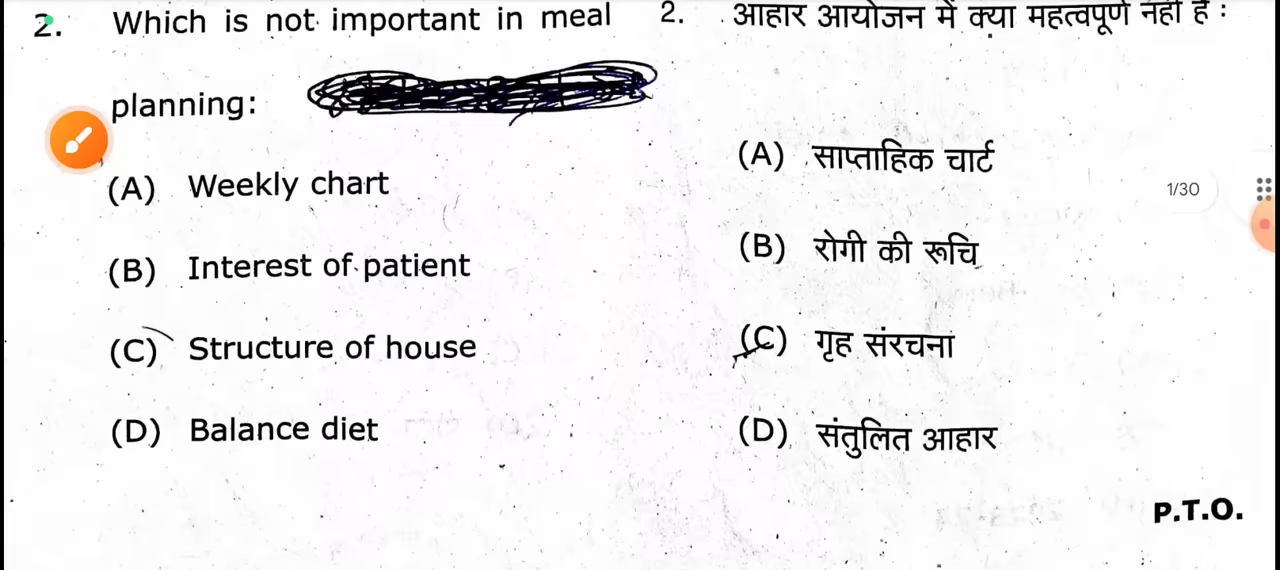 2. Which is not important in meal
planning:
(A) Weekly chart
(B) Interest of patient
(C) Structure of house
(D) Balance diet
2. आहार आयोजन में क्या महत्वपूर्ण नहीं है :
(A) साप्ताहिक चार्ट
(B) रोगी की रूचि
(C) गृह संरचना
(D) संतुलित आहार
1/30
P.T.O.